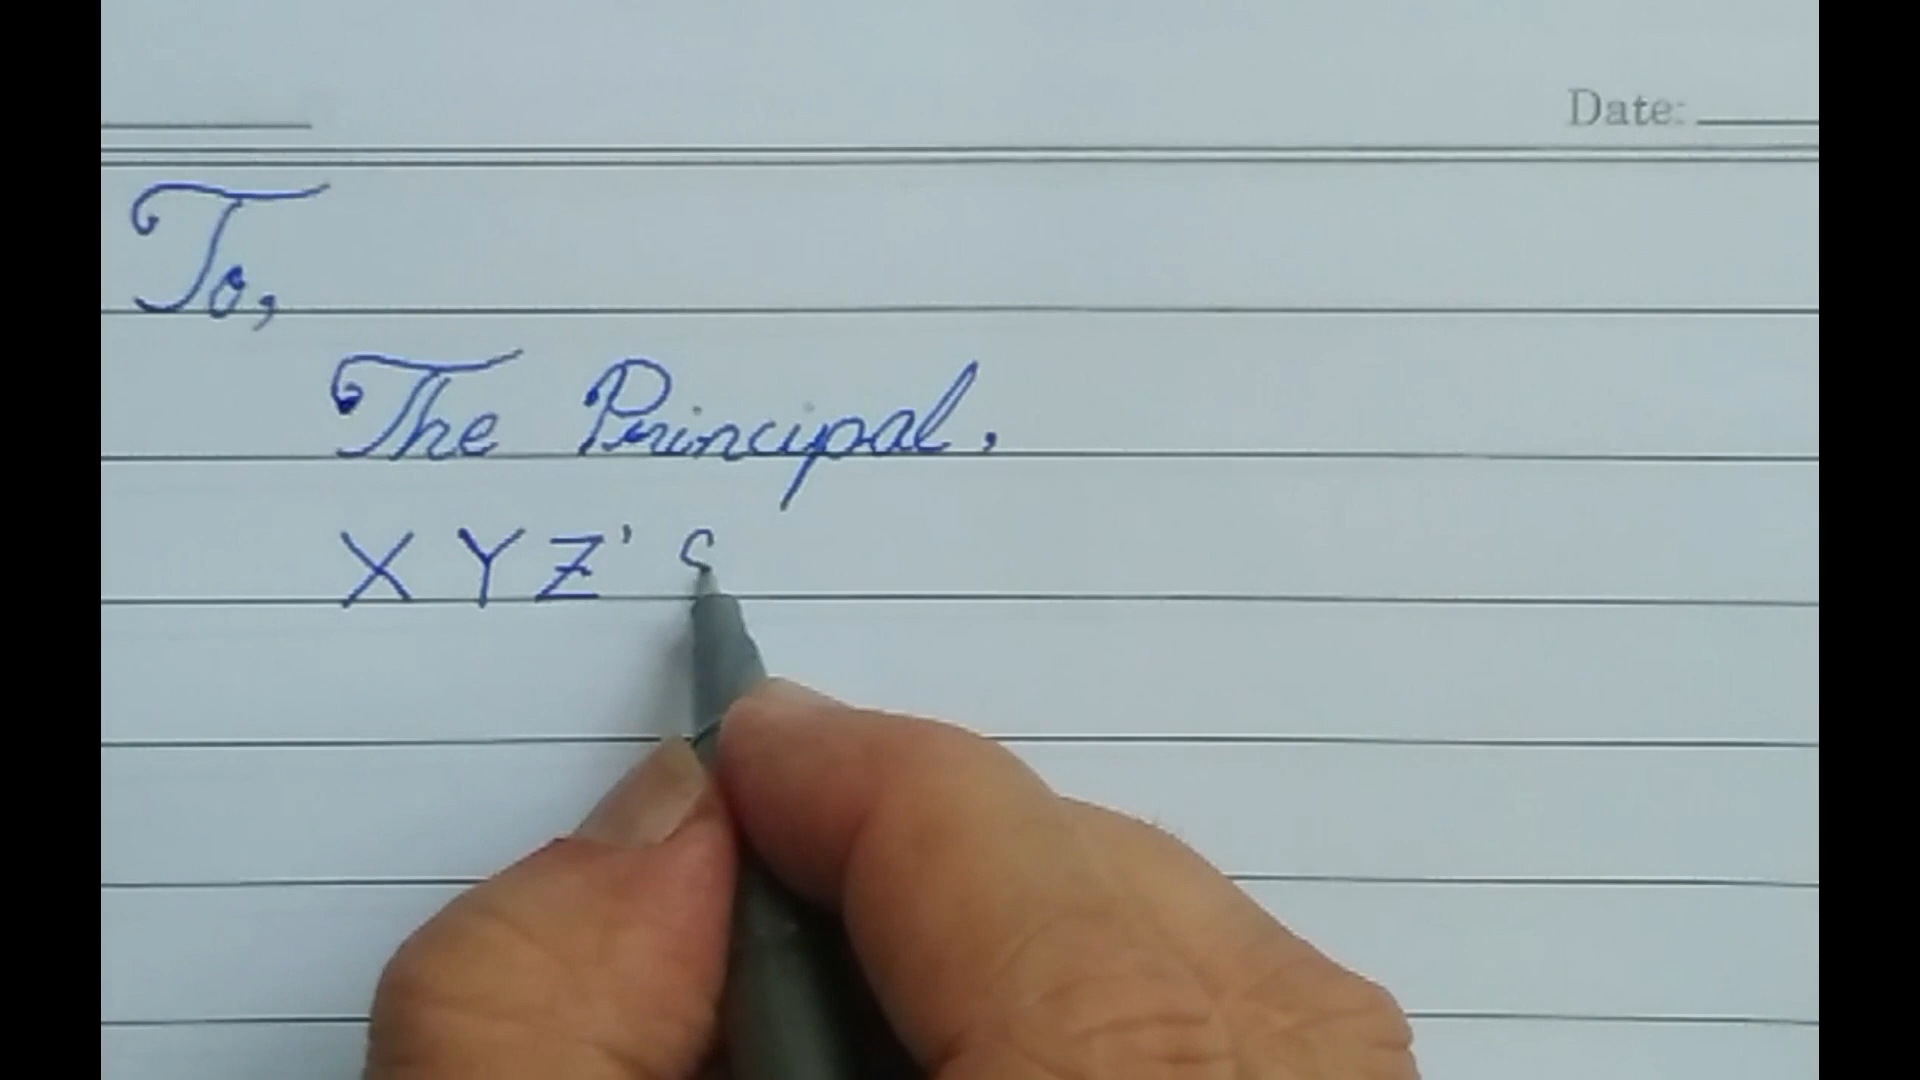 Date:
To,
The Principal,
XYZ' S